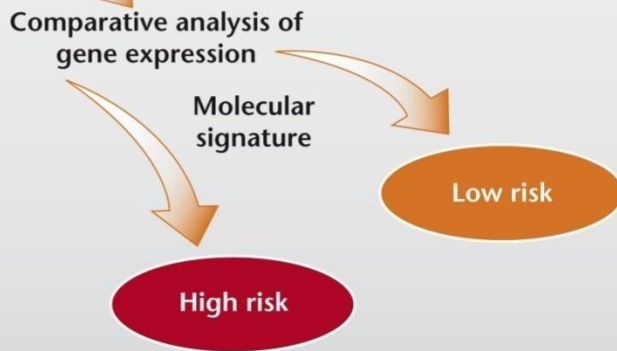 Comparative analysis of
gene expression
Molecular
signature
Low risk
High risk